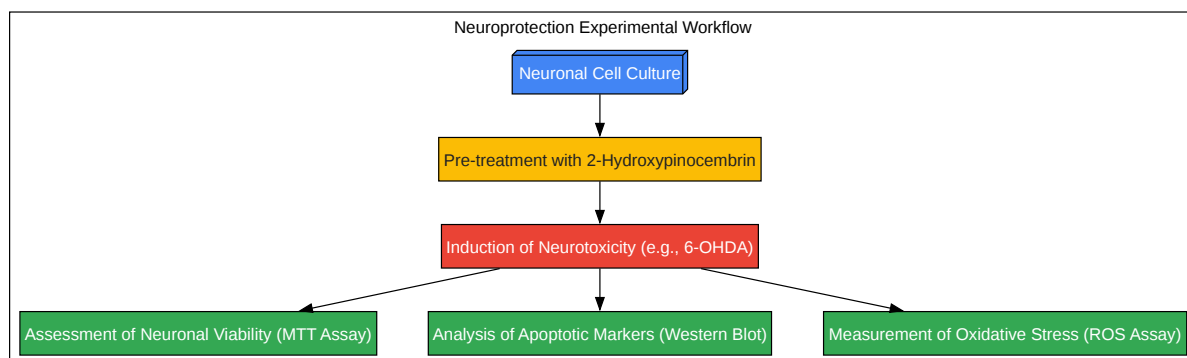 Neuroprotection Experimental Workflow
Neuronal Cell Culture
Pre-treatment with 2-Hydroxypinocembrin
Induction of Neurotoxicity (e.g., 6-OHDA)
Assessment of Neuronal Viability (MTT Assay)
Analysis of Apoptotic Markers (Western Blot)
Measurement of Oxidative Stress (ROS Assay)